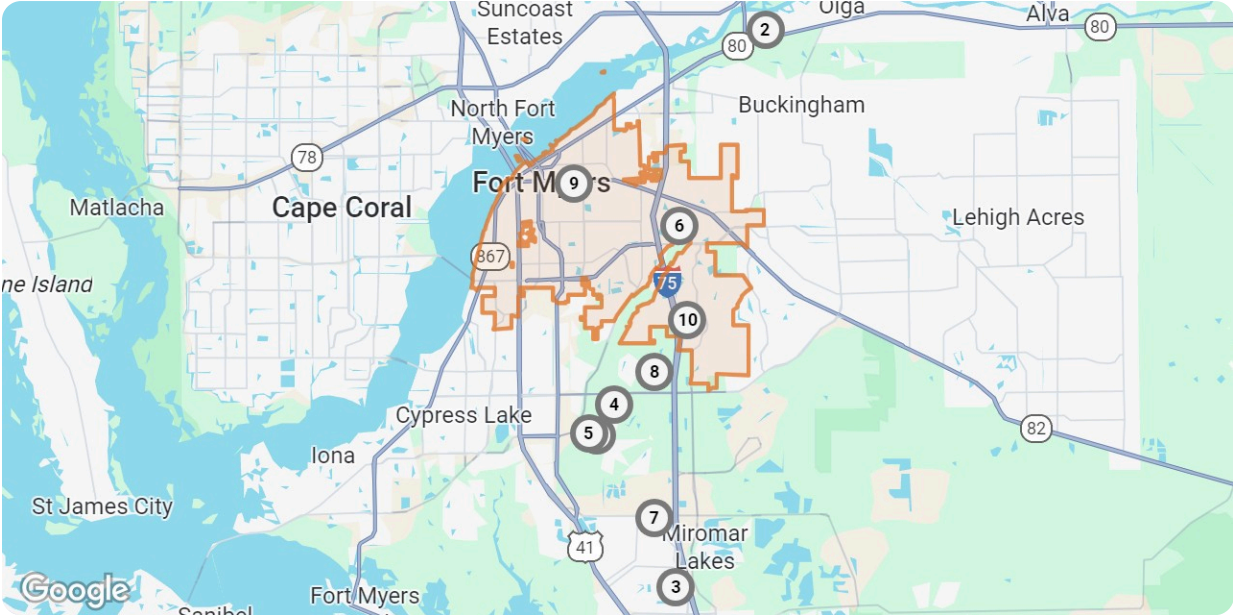 Suncoast
Estates
Olga
Alva
2
80
80
North Fort
Myers
Buckingham
78
Fort Myers
9
Matlacha
Cape Coral
Lehigh Acres
6
867
ne Island
75
10
8
4
Cypress Lake
5
82
Iona
St James City
7
Miromar
Lakes
41
3
Fort Myers
Sanibel
Google